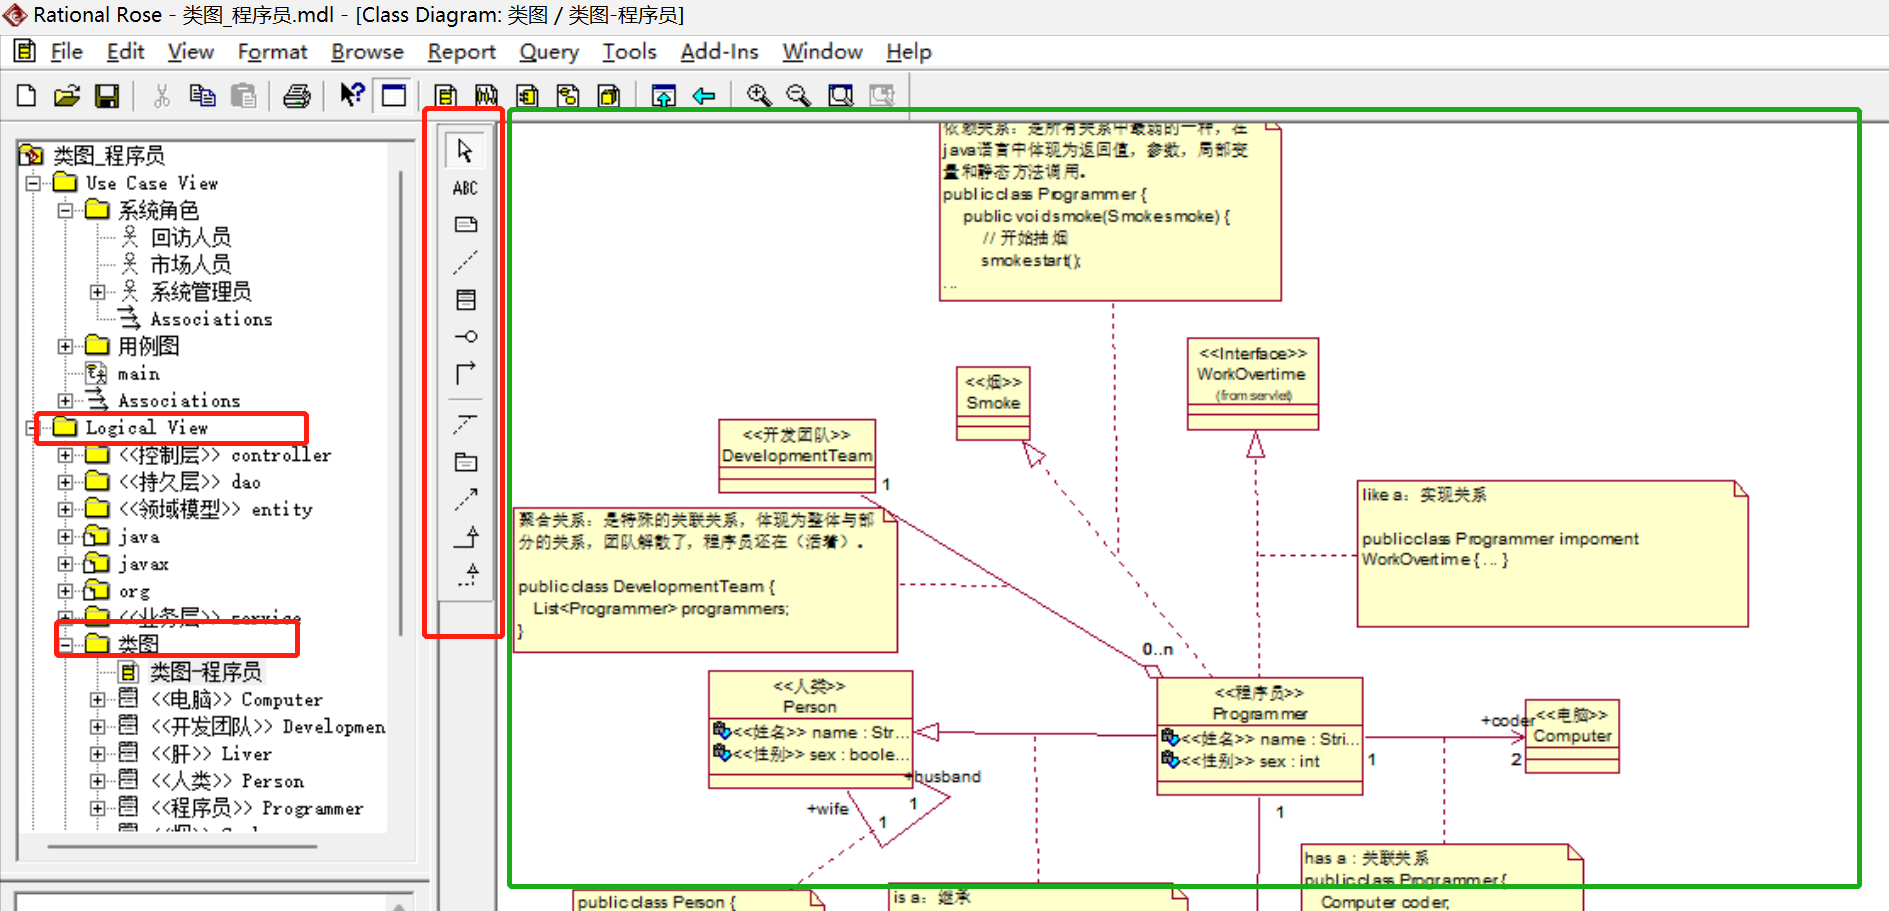 Rational Rose - 类图_程序员.mdl - [Class Diagram: 类图 / 类图-程序员]
File Edit View Format Browse Report Query Tools Add-Ins Window Help
类图_程序员
Use Case View
系统角色
回访人员
市场人员
系统管理员
Associations
用例图
main
Associations
Logical View
<<控制层>> controller
<<持久层>> dao
<<领域模型>> entity
java
javax
org
<<业务层>> service
类图
类图-程序员
<<电脑>> Computer
<<开发团队>> Developmen
<<肝>> Liver
<<人类>> Person
<<程序员>> Programmer
ABC
依赖关系：是所有关系中最弱的一种，在
java语言中体现为返回值，参数，局部变
量和静态方法调用。
public class Programmer {
public void smoke(Smoke smoke) {
// 开始抽烟
smoke.start();
...
<<烟>>
Smoke
<<Interface>>
WorkOvertime
(from servlet)
<<开发团队>>
DevelopmentTeam
1
聚合关系：是特殊的关联关系，体现为整体与部
分的关系，团队解散了，程序员还在（活着）.
public class DevelopmentTeam {
List<Programmer> programmers;
}
like a：实现关系
public class Programmer impoment
WorkOvertime { ... }
0..n
<<人类>>
Person
<<姓名>> name : Str...
<<性别>> sex : boole...
+husband
1
+wife
1
<<程序员>>
Programmer
<<姓名>> name : Stri...
<<性别>> sex : int
1
1
+coder
2
<<电脑>>
Computer
has a：关联关系
public class Programmer {
Computer coder;
is a：继承
public class Person {